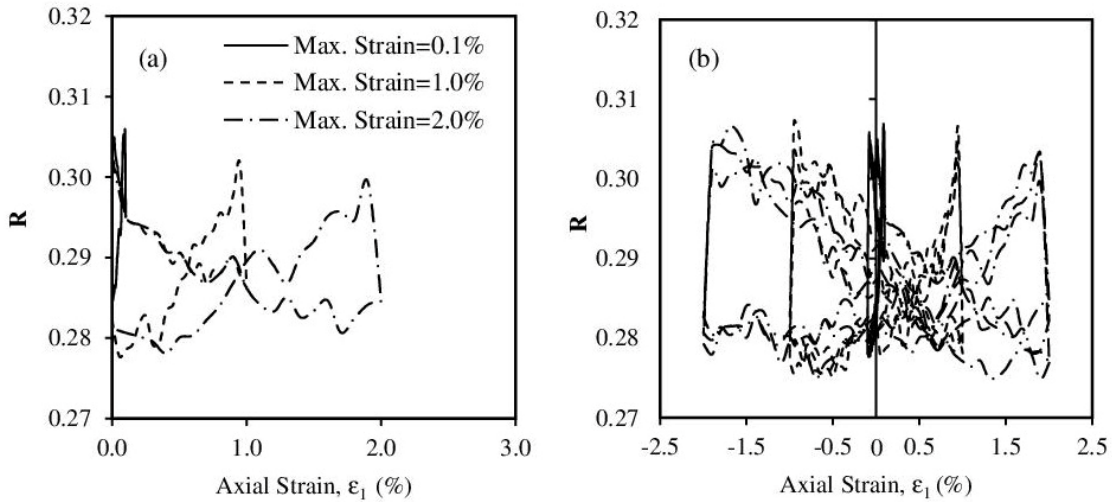 (a)
Max. Strain=0.1%
Max. Strain=1.0%
Max. Strain=2.0%
R
0.32
0.31
0.30
0.29
0.28
0.27
0.0 1.0 2.0 3.0
Axial Strain, ε₁ (%)
(b)
R
0.32
0.31
0.30
0.29
0.28
0.27
-2.5 -1.5 -0.5 0 0.5 1.5 2.5
Axial Strain, ε₁ (%)